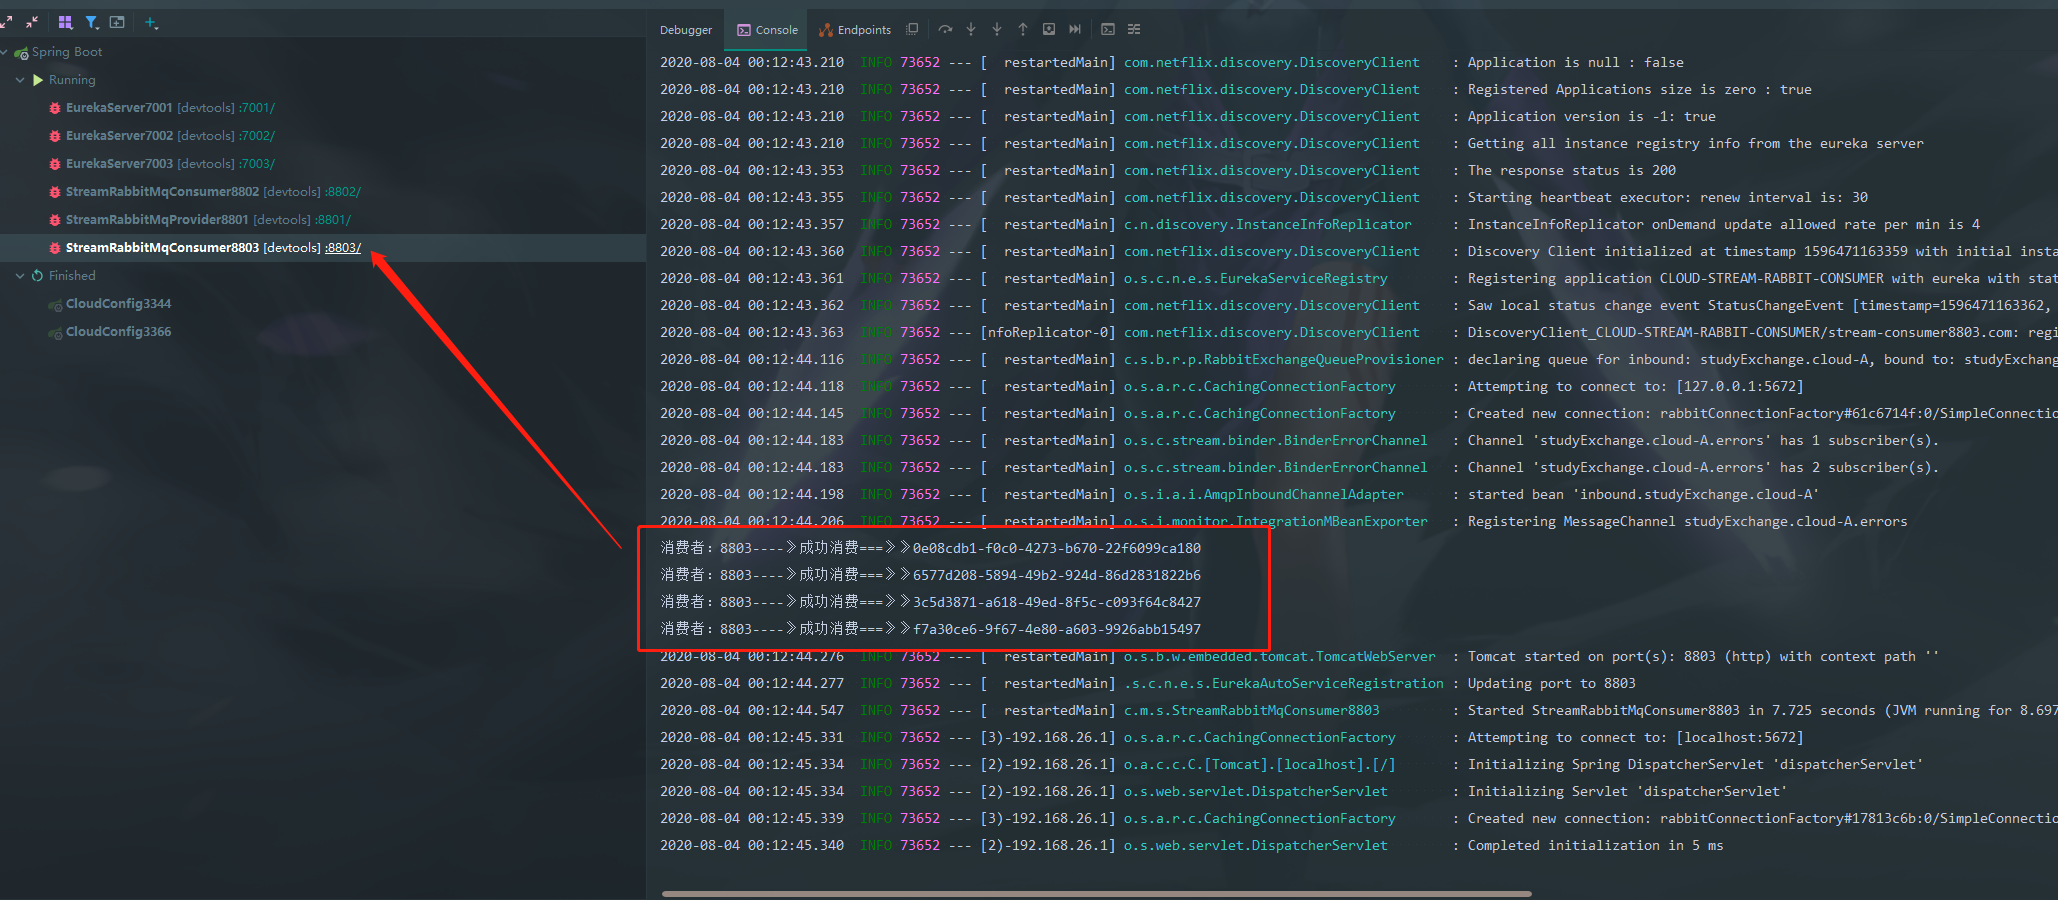 Spring Boot
Running
EurekaServer7001 [devtools] :7001/
EurekaServer7002 [devtools] :7002/
EurekaServer7003 [devtools] :7003/
StreamRabbitMqConsumer8802 [devtools] :8802/
StreamRabbitMqProvider8801 [devtools] :8801/
StreamRabbitMqConsumer8803 [devtools] :8803/
Finished
CloudConfig3344
CloudConfig3366
Debugger Console Endpoints
2020-08-04 00:12:43.210 INFO 73652 --- [ restartedMain] com.netflix.discovery.DiscoveryClient : Application is null : false
2020-08-04 00:12:43.210 INFO 73652 --- [ restartedMain] com.netflix.discovery.DiscoveryClient : Registered Applications size is zero : true
2020-08-04 00:12:43.210 INFO 73652 --- [ restartedMain] com.netflix.discovery.DiscoveryClient : Application version is -1: true
2020-08-04 00:12:43.210 INFO 73652 --- [ restartedMain] com.netflix.discovery.DiscoveryClient : Getting all instance registry info from the eureka server
2020-08-04 00:12:43.353 INFO 73652 --- [ restartedMain] com.netflix.discovery.DiscoveryClient : The response status is 200
2020-08-04 00:12:43.355 INFO 73652 --- [ restartedMain] com.netflix.discovery.DiscoveryClient : Starting heartbeat executor: renew interval is: 30
2020-08-04 00:12:43.357 INFO 73652 --- [ restartedMain] c.n.discovery.InstanceInfoReplicator : InstanceInfoReplicator onDemand update allowed rate per min is 4
2020-08-04 00:12:43.360 INFO 73652 --- [ restartedMain] com.netflix.discovery.DiscoveryClient : Discovery Client initialized at timestamp 1596471163359 with initial insta
2020-08-04 00:12:43.361 INFO 73652 --- [ restartedMain] o.s.c.n.e.s.EurekaServiceRegistry : Registering application CLOUD-STREAM-RABBIT-CONSUMER with eureka with stat
2020-08-04 00:12:43.362 INFO 73652 --- [ restartedMain] com.netflix.discovery.DiscoveryClient : Saw local status change event StatusChangeEvent [timestamp=1596471163362,
2020-08-04 00:12:43.363 INFO 73652 --- [nfoReplicator-0] com.netflix.discovery.DiscoveryClient : DiscoveryClient_CLOUD-STREAM-RABBIT-CONSUMER/stream-consumer8803.com: regi
2020-08-04 00:12:44.116 INFO 73652 --- [ restartedMain] c.s.b.r.p.RabbitExchangeQueueProvisioner : declaring queue for inbound: studyExchange.cloud-A, bound to: studyExchang
2020-08-04 00:12:44.118 INFO 73652 --- [ restartedMain] o.s.a.r.c.CachingConnectionFactory : Attempting to connect to: [127.0.0.1:5672]
2020-08-04 00:12:44.145 INFO 73652 --- [ restartedMain] o.s.a.r.c.CachingConnectionFactory : Created new connection: rabbitConnectionFactory#61c6714f:0/SimpleConnectio
2020-08-04 00:12:44.183 INFO 73652 --- [ restartedMain] o.s.c.stream.binder.BinderErrorChannel : Channel 'studyExchange.cloud-A.errors' has 1 subscriber(s).
2020-08-04 00:12:44.183 INFO 73652 --- [ restartedMain] o.s.c.stream.binder.BinderErrorChannel : Channel 'studyExchange.cloud-A.errors' has 2 subscriber(s).
2020-08-04 00:12:44.198 INFO 73652 --- [ restartedMain] o.s.i.a.i.AmqpInboundChannelAdapter : started bean 'inbound.studyExchange.cloud-A'
2020-08-04 00:12:44.206 INFO 73652 --- [ restartedMain] o.s.i.monitor.IntegrationMBeanExporter : Registering MessageChannel studyExchange.cloud-A.errors
消费者：8803----》成功消费===》》0e08cdb1-f0c0-4273-b670-22f6099ca180
消费者：8803----》成功消费===》》6577d208-5894-49b2-924d-86d2831822b6
消费者：8803----》成功消费===》》3c5d3871-a618-49ed-8f5c-c093f64c8427
消费者：8803----》成功消费===》》f7a30ce6-9f67-4e80-a603-9926abb15497
2020-08-04 00:12:44.276 INFO 73652 --- [ restartedMain] o.s.b.w.embedded.tomcat.TomcatWebServer : Tomcat started on port(s): 8803 (http) with context path ''
2020-08-04 00:12:44.277 INFO 73652 --- [ restartedMain] .s.c.n.e.s.EurekaAutoServiceRegistration : Updating port to 8803
2020-08-04 00:12:44.547 INFO 73652 --- [ restartedMain] c.m.s.StreamRabbitMqConsumer8803 : Started StreamRabbitMqConsumer8803 in 7.725 seconds (JVM running for 8.697
2020-08-04 00:12:45.331 INFO 73652 --- [3)-192.168.26.1] o.s.a.r.c.CachingConnectionFactory : Attempting to connect to: [localhost:5672]
2020-08-04 00:12:45.334 INFO 73652 --- [2)-192.168.26.1] o.a.c.c.C.[Tomcat].[localhost].[/] : Initializing Spring DispatcherServlet 'dispatcherServlet'
2020-08-04 00:12:45.334 INFO 73652 --- [2)-192.168.26.1] o.s.web.servlet.DispatcherServlet : Initializing Servlet 'dispatcherServlet'
2020-08-04 00:12:45.339 INFO 73652 --- [3)-192.168.26.1] o.s.a.r.c.CachingConnectionFactory : Created new connection: rabbitConnectionFactory#17813c6b:0/SimpleConnectio
2020-08-04 00:12:45.340 INFO 73652 --- [2)-192.168.26.1] o.s.web.servlet.DispatcherServlet : Completed initialization in 5 ms